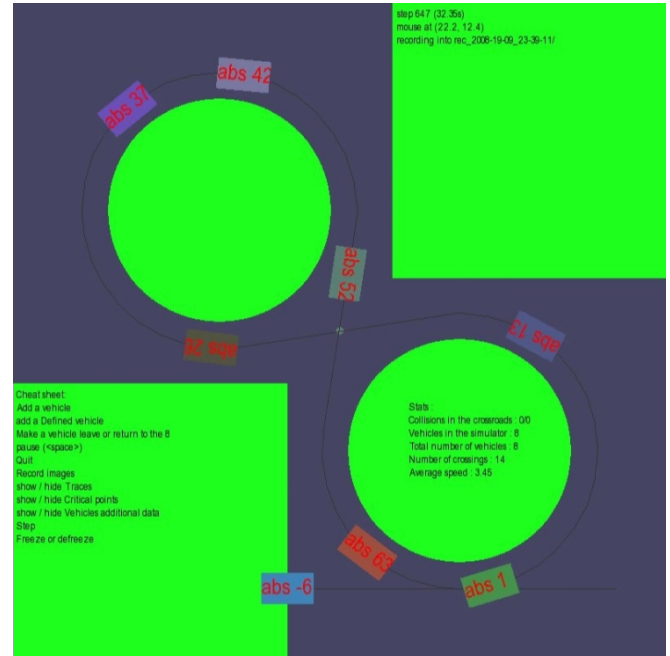 step 647 (32.35s)
mouse at (22.2, 12.4)
recording into rec_2008-19-09_23-39-11/
abs 42
abs 37
abs 52
abs 26
abs 13
Cheat sheet:
Add a vehicle
add a Defined vehicle
Make a vehicle leave or return to the 8
pause (<space>)
Quit
Record images
show / hide Traces
show / hide Critical points
show / hide Vehicles additional data
Step
Freeze or defreeze
Stats :
Collisions in the crossroads : 0/0
Vehicles in the simulator : 8
Total number of vehicles : 8
Number of crossings : 14
Average speed : 3.45
abs 63
abs -6
abs 1